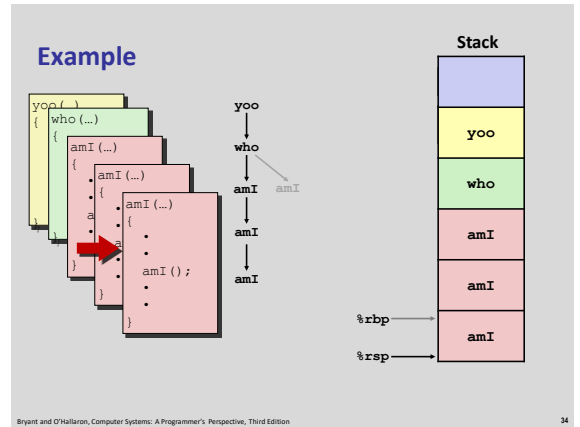 Example
Stack
yoo(…)
{
}
who(…)
{
}
amI(…)
{
•
•
a
•
•
}
amI(…)
{
•
•
a
•
•
}
amI(…)
{
•
•
amI();
•
•
}
yoo
who
amI amI
amI
amI
yoo
who
amI
amI
amI
%rbp
%rsp
Bryant and O'Hallaron, Computer Systems: A Programmer's Perspective, Third Edition
34